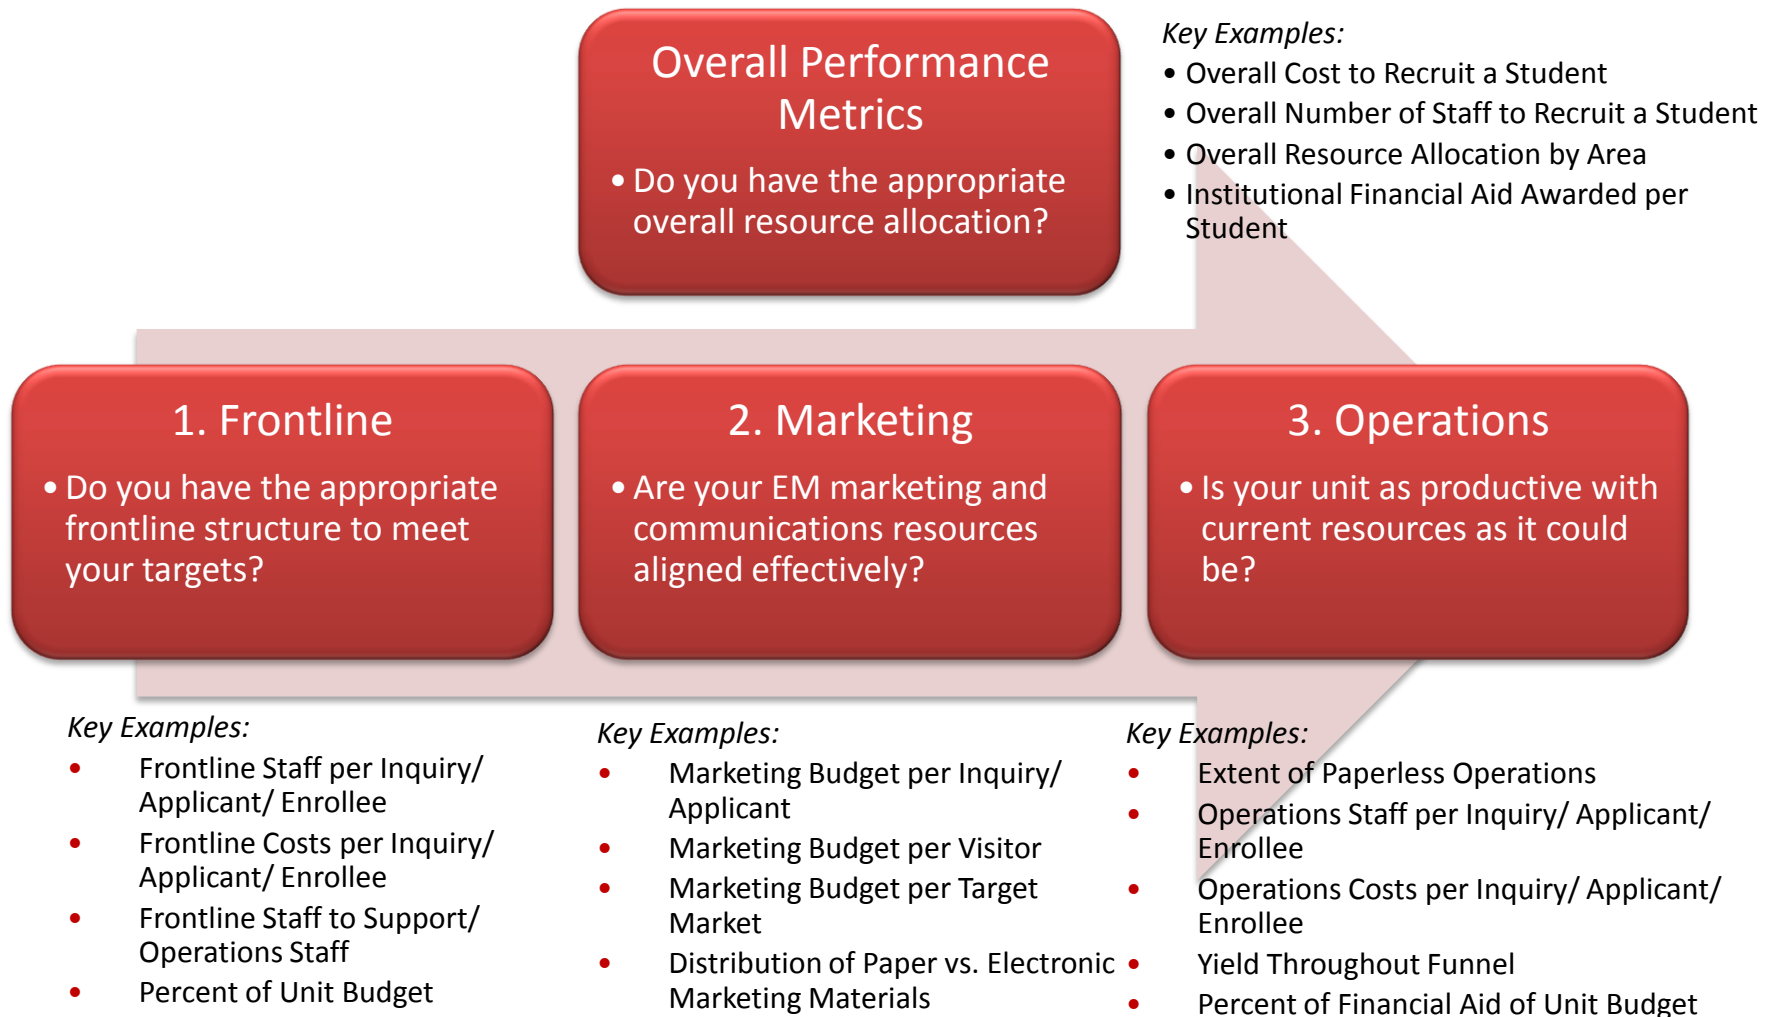 Overall Performance
Metrics
• Do you have the appropriate
overall resource allocation?
Key Examples:
• Overall Cost to Recruit a Student
• Overall Number of Staff to Recruit a Student
• Overall Resource Allocation by Area
• Institutional Financial Aid Awarded per
Student
1. Frontline
• Do you have the appropriate
frontline structure to meet
your targets?
2. Marketing
• Are your EM marketing and
communications resources
aligned effectively?
3. Operations
• Is your unit as productive with
current resources as it could
be?
Key Examples:
• Frontline Staff per Inquiry/
Applicant/ Enrollee
• Frontline Costs per Inquiry/
Applicant/ Enrollee
• Frontline Staff to Support/
Operations Staff
• Percent of Unit Budget
Key Examples:
• Marketing Budget per Inquiry/
Applicant
• Marketing Budget per Visitor
• Marketing Budget per Target
Market
• Distribution of Paper vs. Electronic
Marketing Materials
Key Examples:
• Extent of Paperless Operations
• Operations Staff per Inquiry/ Applicant/
Enrollee
• Operations Costs per Inquiry/ Applicant/
Enrollee
• Yield Throughout Funnel
• Percent of Financial Aid of Unit Budget